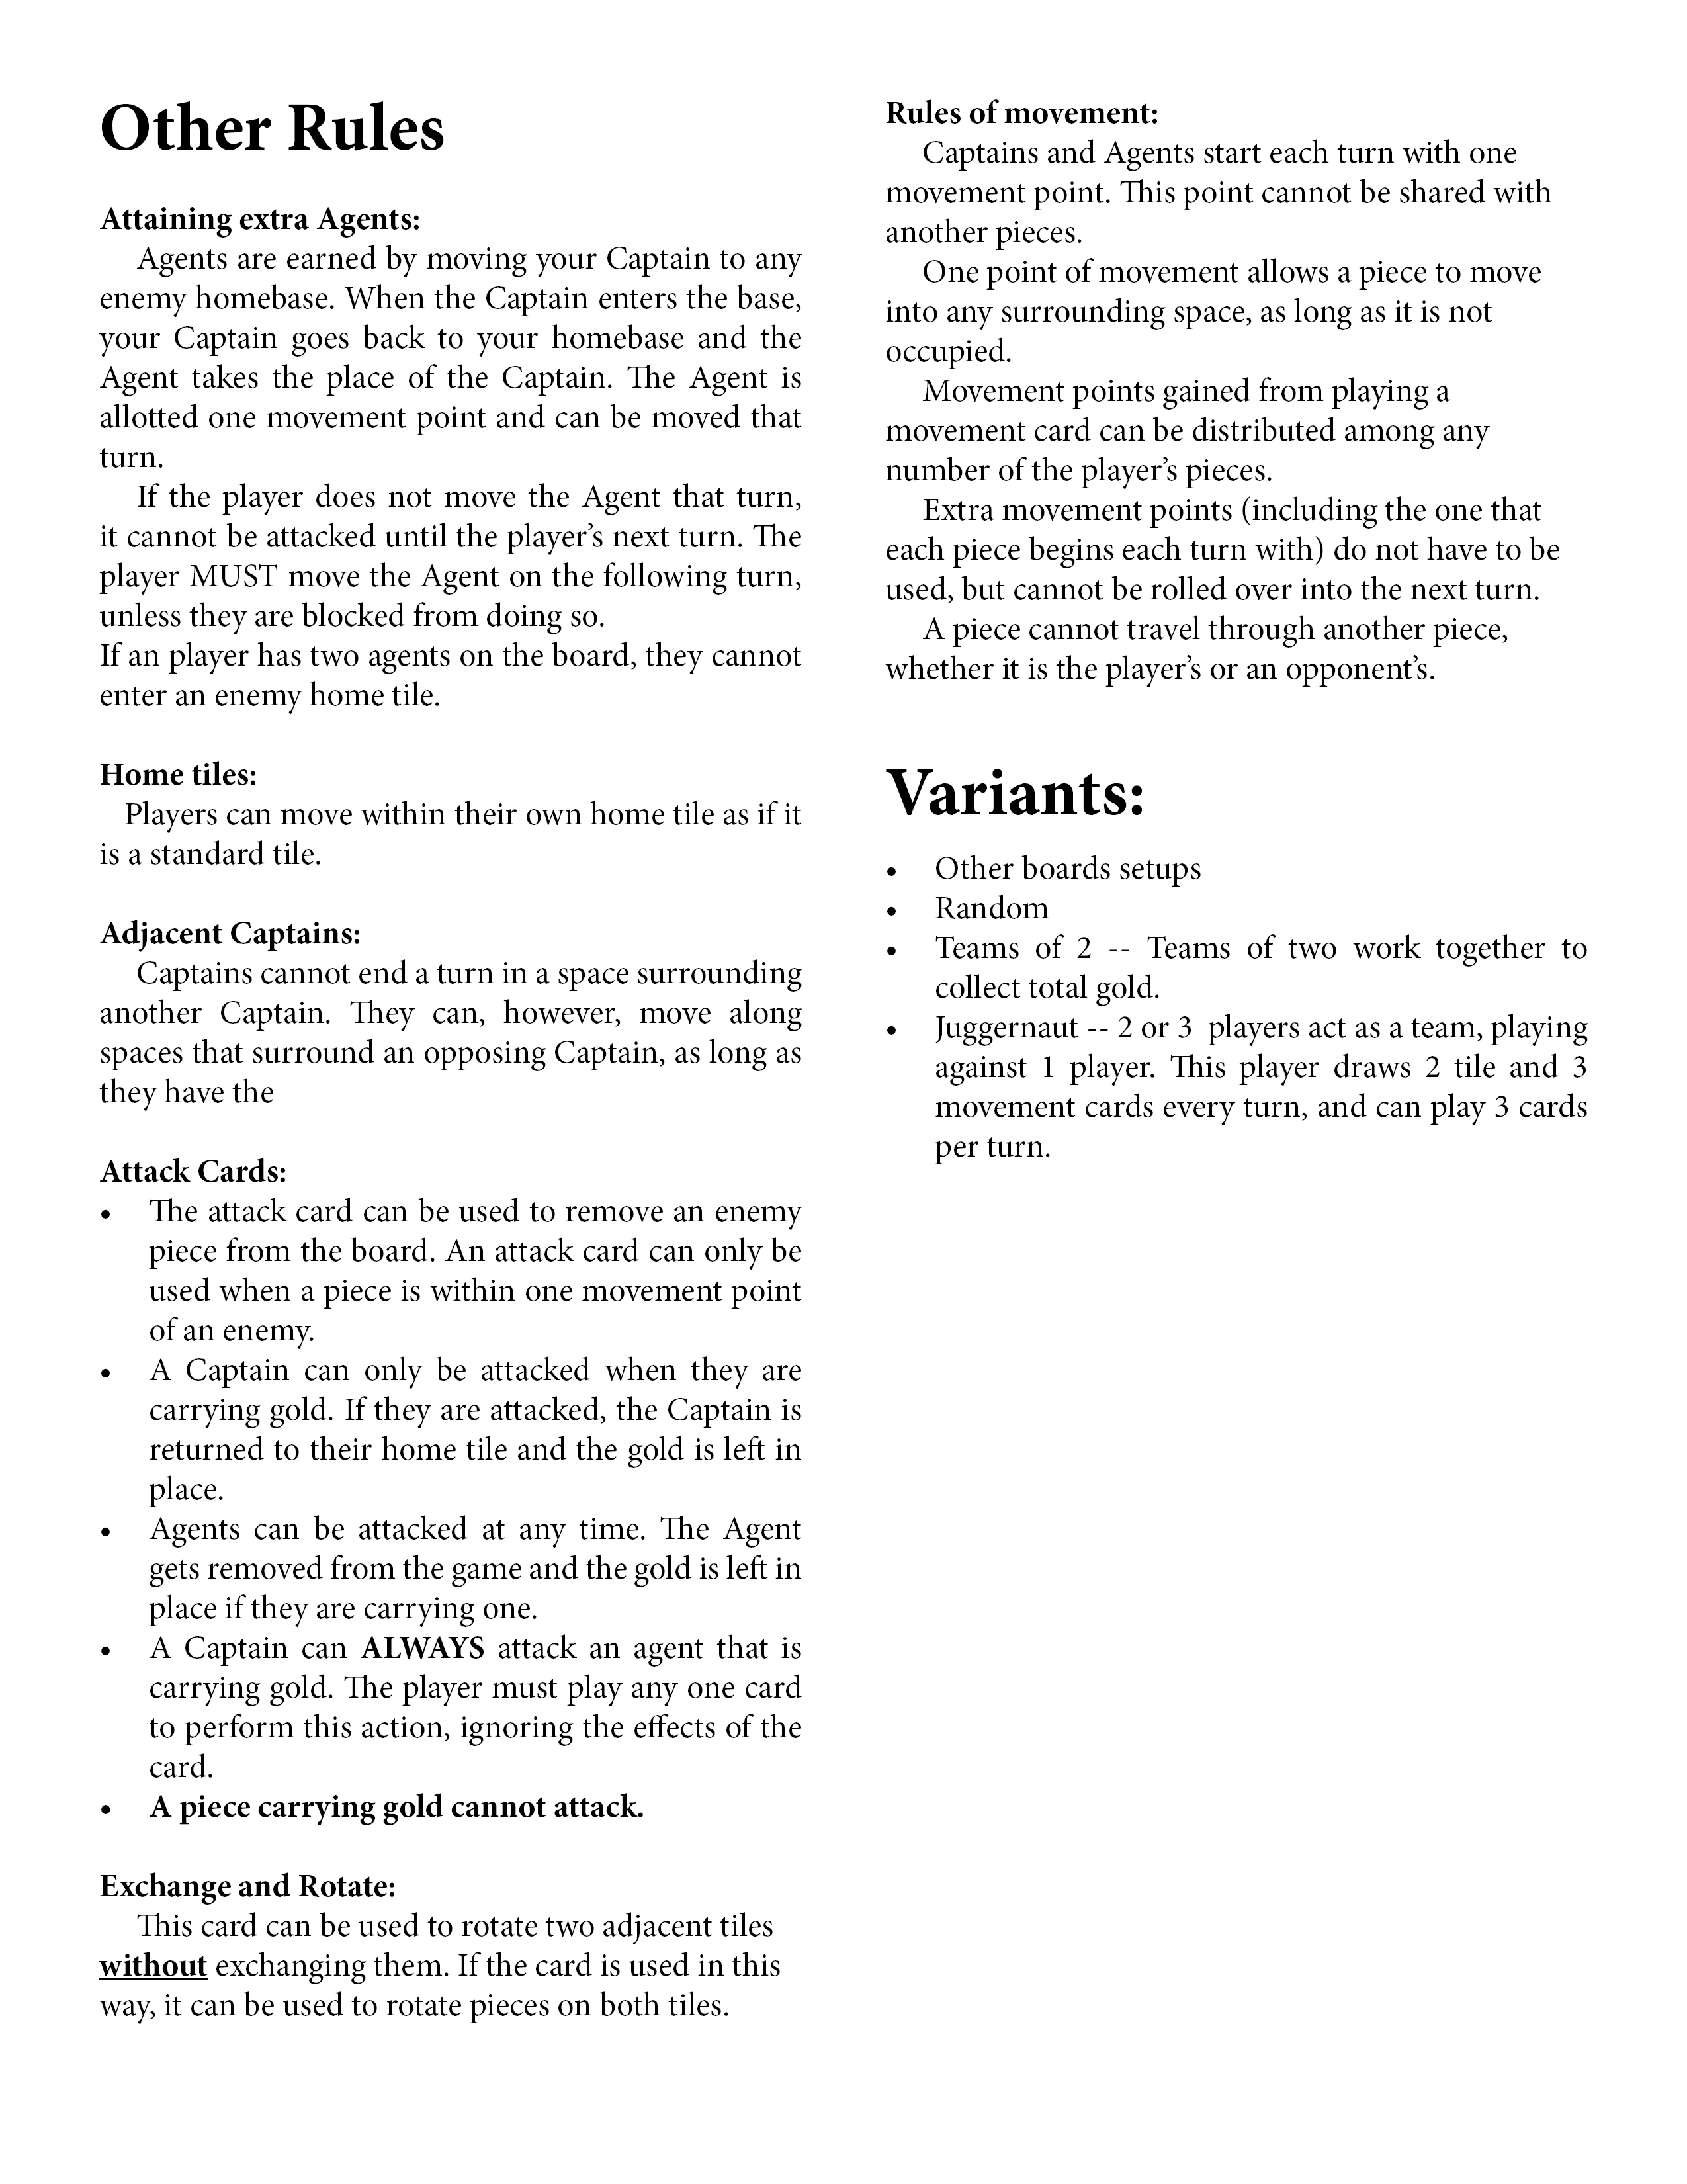 Other Rules
Attaining extra Agents:
Agents are earned by moving your Captain to any
enemy homebase. When the Captain enters the base,
your Captain goes back to your homebase and the
Agent takes the place of the Captain. The Agent is
allotted one movement point and can be moved that
turn.
If the player does not move the Agent that turn,
it cannot be attacked until the player’s next turn. The
player MUST move the Agent on the following turn,
unless they are blocked from doing so.
If an player has two agents on the board, they cannot
enter an enemy home tile.
Home tiles:
Players can move within their own home tile as if it
is a standard tile.
Adjacent Captains:
Captains cannot end a turn in a space surrounding
another Captain. They can, however, move along
spaces that surround an opposing Captain, as long as
they have the
Attack Cards:
• The attack card can be used to remove an enemy
piece from the board. An attack card can only be
used when a piece is within one movement point
of an enemy.
• A Captain can only be attacked when they are
carrying gold. If they are attacked, the Captain is
returned to their home tile and the gold is left in
place.
• Agents can be attacked at any time. The Agent
gets removed from the game and the gold is left in
place if they are carrying one.
• A Captain can ALWAYS attack an agent that is
carrying gold. The player must play any one card
to perform this action, ignoring the effects of the
card.
• A piece carrying gold cannot attack.
Exchange and Rotate:
This card can be used to rotate two adjacent tiles
without exchanging them. If the card is used in this
way, it can be used to rotate pieces on both tiles.
Rules of movement:
Captains and Agents start each turn with one
movement point. This point cannot be shared with
another pieces.
One point of movement allows a piece to move
into any surrounding space, as long as it is not
occupied.
Movement points gained from playing a
movement card can be distributed among any
number of the player’s pieces.
Extra movement points (including the one that
each piece begins each turn with) do not have to be
used, but cannot be rolled over into the next turn.
A piece cannot travel through another piece,
whether it is the player’s or an opponent’s.
Variants:
• Other boards setups
• Random
• Teams of 2 -- Teams of two work together to
collect total gold.
• Juggernaut -- 2 or 3 players act as a team, playing
against 1 player. This player draws 2 tile and 3
movement cards every turn, and can play 3 cards
per turn.